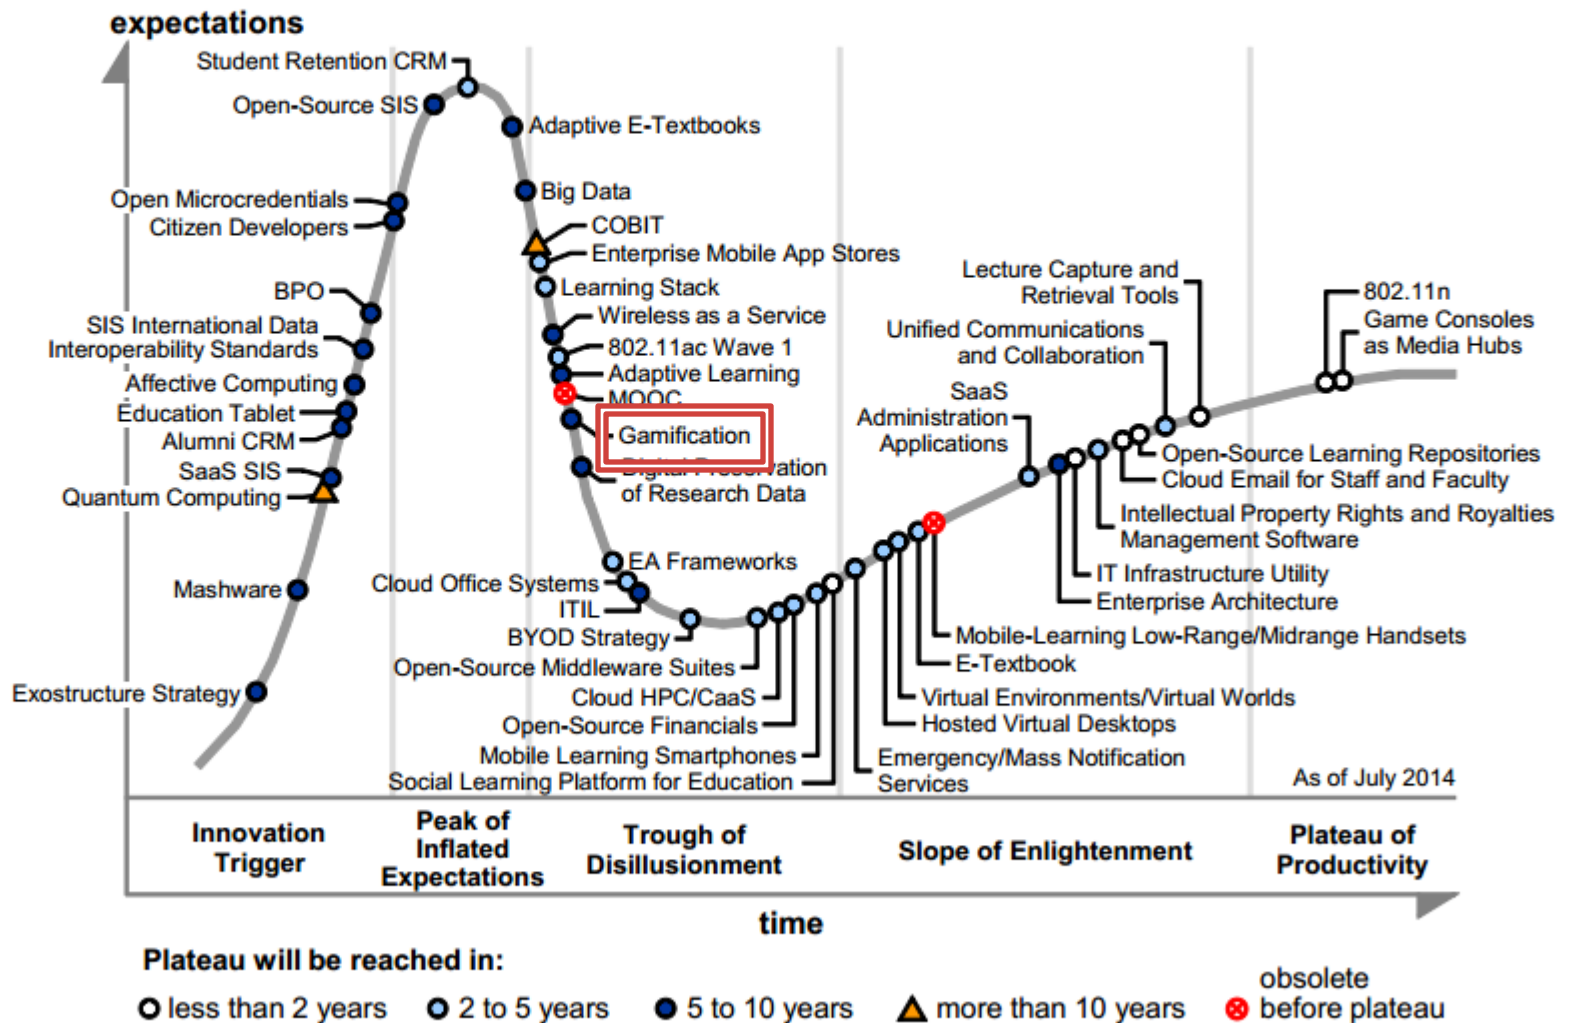 expectations
Student Retention CRM
Open-Source SIS
Adaptive E-Textbooks
Big Data
Open Microcredentials
Citizen Developers
COBIT
Enterprise Mobile App Stores
Learning Stack
BPO
Wireless as a Service
SIS International Data
Interoperability Standards
802.11ac Wave 1
Affective Computing
Adaptive Learning
MOOC
Education Tablet
Gamification
Alumni CRM
Digital Preservation
of Research Data
SaaS SIS
Quantum Computing
EA Frameworks
Cloud Office Systems
Mashware
ITIL
BYOD Strategy
Open-Source Middleware Suites
Exostructure Strategy
Cloud HPC/CaaS
Open-Source Financials
Mobile Learning Smartphones
Social Learning Platform for Education
Lecture Capture and
Retrieval Tools
Unified Communications
and Collaboration
SaaS
Administration
Applications
802.11n
Game Consoles
as Media Hubs
Open-Source Learning Repositories
Cloud Email for Staff and Faculty
Intellectual Property Rights and Royalties
Management Software
IT Infrastructure Utility
Enterprise Architecture
Mobile-Learning Low-Range/Midrange Handsets
E-Textbook
Virtual Environments/Virtual Worlds
Hosted Virtual Desktops
Emergency/Mass Notification
Services
As of July 2014
Innovation
Trigger
Peak of
Inflated
Expectations
Trough of
Disillusionment
Slope of Enlightenment
Plateau of
Productivity
time
Plateau will be reached in:
less than 2 years
2 to 5 years
5 to 10 years
more than 10 years
obsolete
before plateau